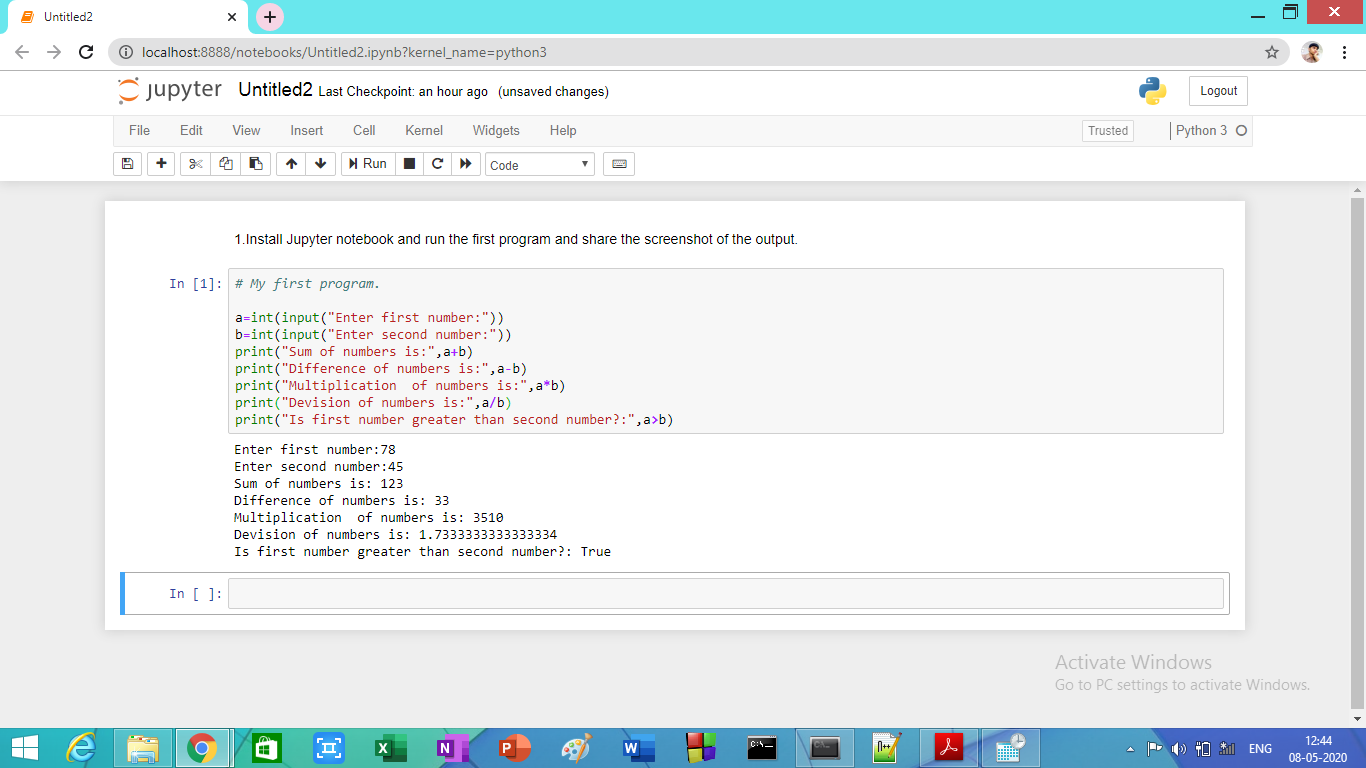 Untitled2
localhost:8888/notebooks/Untitled2.ipynb?kernel_name=python3
jupyter Untitled2 Last Checkpoint: an hour ago (unsaved changes)
Logout
File Edit View Insert Cell Kernel Widgets Help
Trusted
Python 3
Run
Code
1.Install Jupyter notebook and run the first program and share the screenshot of the output.
In [1]:
# My first program.
a=int(input("Enter first number:"))
b=int(input("Enter second number:"))
print("Sum of numbers is:",a+b)
print("Difference of numbers is:",a-b)
print("Multiplication  of numbers is:",a*b)
print("Devision of numbers is:",a/b)
print("Is first number greater than second number?:",a>b)
Enter first number:78
Enter second number:45
Sum of numbers is: 123
Difference of numbers is: 33
Multiplication  of numbers is: 3510
Devision of numbers is: 1.7333333333333334
Is first number greater than second number?: True
In [ ]:
Activate Windows
Go to PC settings to activate Windows.
ENG
12:44
08-05-2020